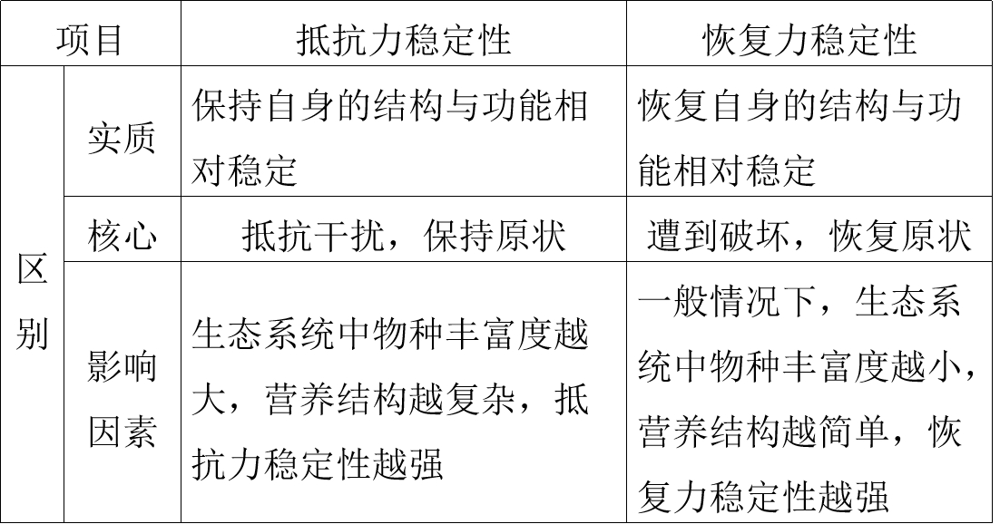 项目 抵抗力稳定性 恢复力稳定性
区别
实质
保持自身的结构与功能相
对稳定
恢复自身的结构与功
能相对稳定
核心
抵抗干扰，保持原状
遭到破坏，恢复原状
影响
因素
生态系统中物种丰富度越
大，营养结构越复杂，抵
抗力稳定性越强
一般情况下，生态系
统中物种丰富度越小，
营养结构越简单，恢
复力稳定性越强